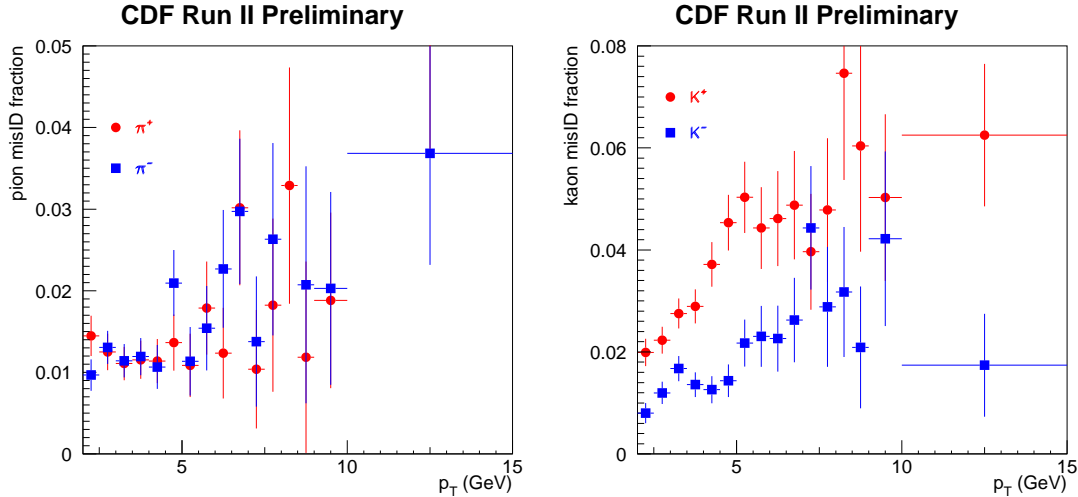 CDF Run II Preliminary
pion misID fraction
0.05
0.04
0.03
0.02
0.01
0
π⁺
π⁻
5
10
15
p_T (GeV)
CDF Run II Preliminary
kaon misID fraction
0.08
0.06
0.04
0.02
0
K⁺
K⁻
5
10
15
p_T (GeV)